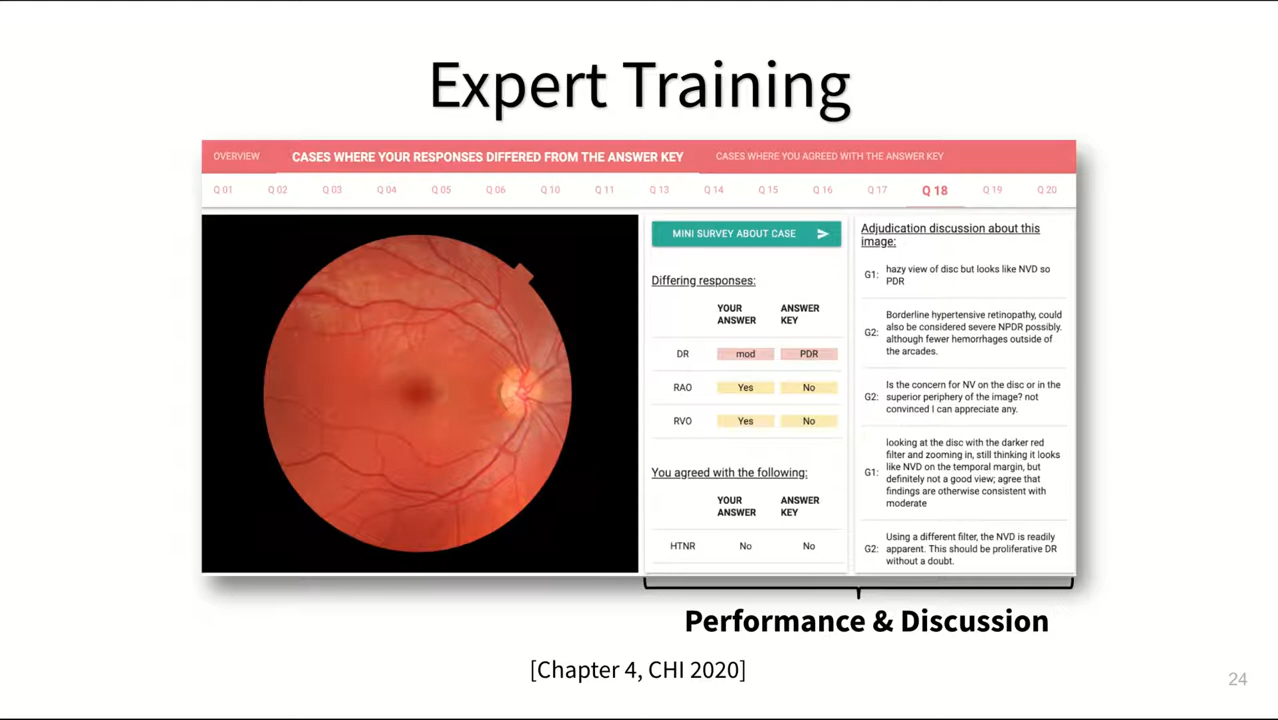 Expert Training
OVERVIEW
CASES WHERE YOUR RESPONSES DIFFERED FROM THE ANSWER KEY
CASES WHERE YOU AGREED WITH THE ANSWER KEY
Q 01 Q 02 Q 03 Q 04 Q 05 Q 06 Q 10 Q 11 Q 13 Q 14 Q 15 Q 16 Q 17 Q 18 Q 19 Q 20
MINI SURVEY ABOUT CASE
Differing responses:
YOUR ANSWER
ANSWER KEY
DR mod PDR
RAO Yes No
RVO Yes No
You agreed with the following:
YOUR ANSWER
ANSWER KEY
HTNR No No
Adjudication discussion about this
image:
G1: hazy view of disc but looks like NVD so
PDR
G2: Borderline hypertensive retinopathy, could
also be considered severe NPDR possibly.
although fewer hemorrhages outside of
the arcades.
G2: Is the concern for NV on the disc or in the
superior periphery of the image? not
convinced I can appreciate any.
G1: looking at the disc with the darker red
filter and zooming in, still thinking it looks
like NVD on the temporal margin, but
definitely not a good view; agree that
findings are otherwise consistent with
moderate
G2: Using a different filter, the NVD is readily
apparent. This should be proliferative DR
without a doubt.
Performance & Discussion
[Chapter 4, CHI 2020]
24